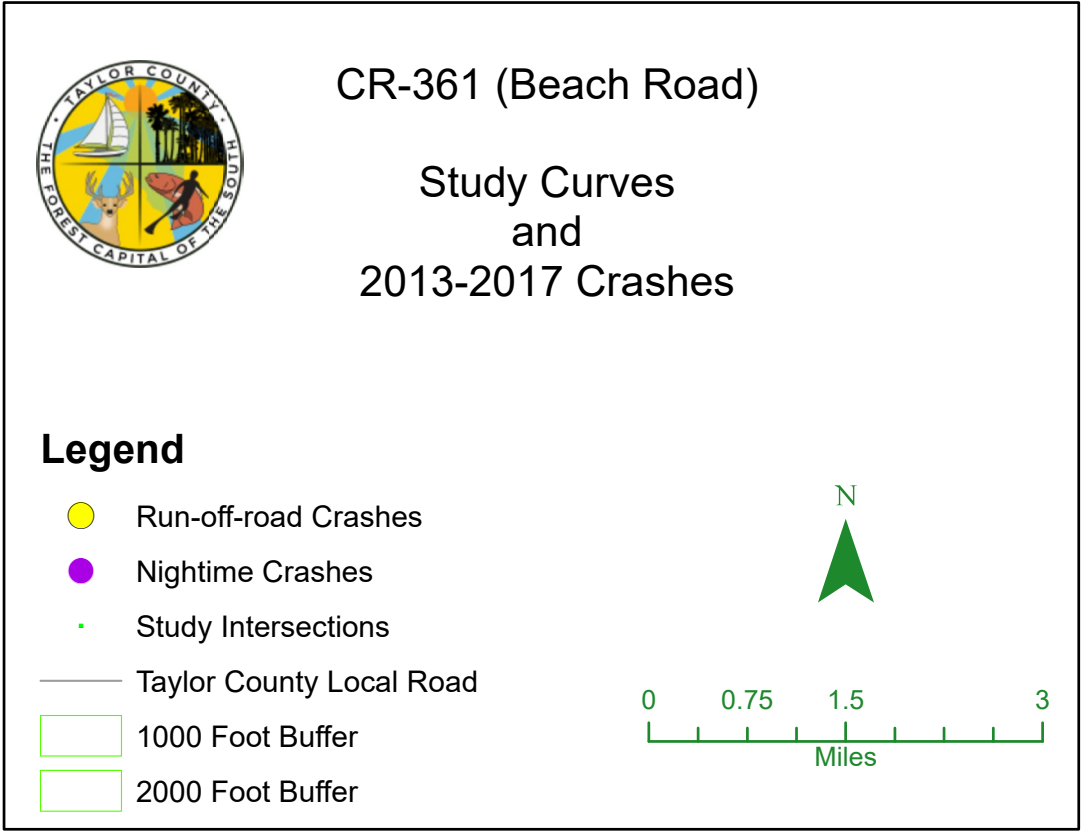 TAYLOR COUNTY
THE FOREST CAPITAL OF THE SOUTH
CR-361 (Beach Road)
Study Curves
and
2013-2017 Crashes
Legend
Run-off-road Crashes
Nightime Crashes
Study Intersections
Taylor County Local Road
1000 Foot Buffer
2000 Foot Buffer
N
0 0.75 1.5 3
Miles